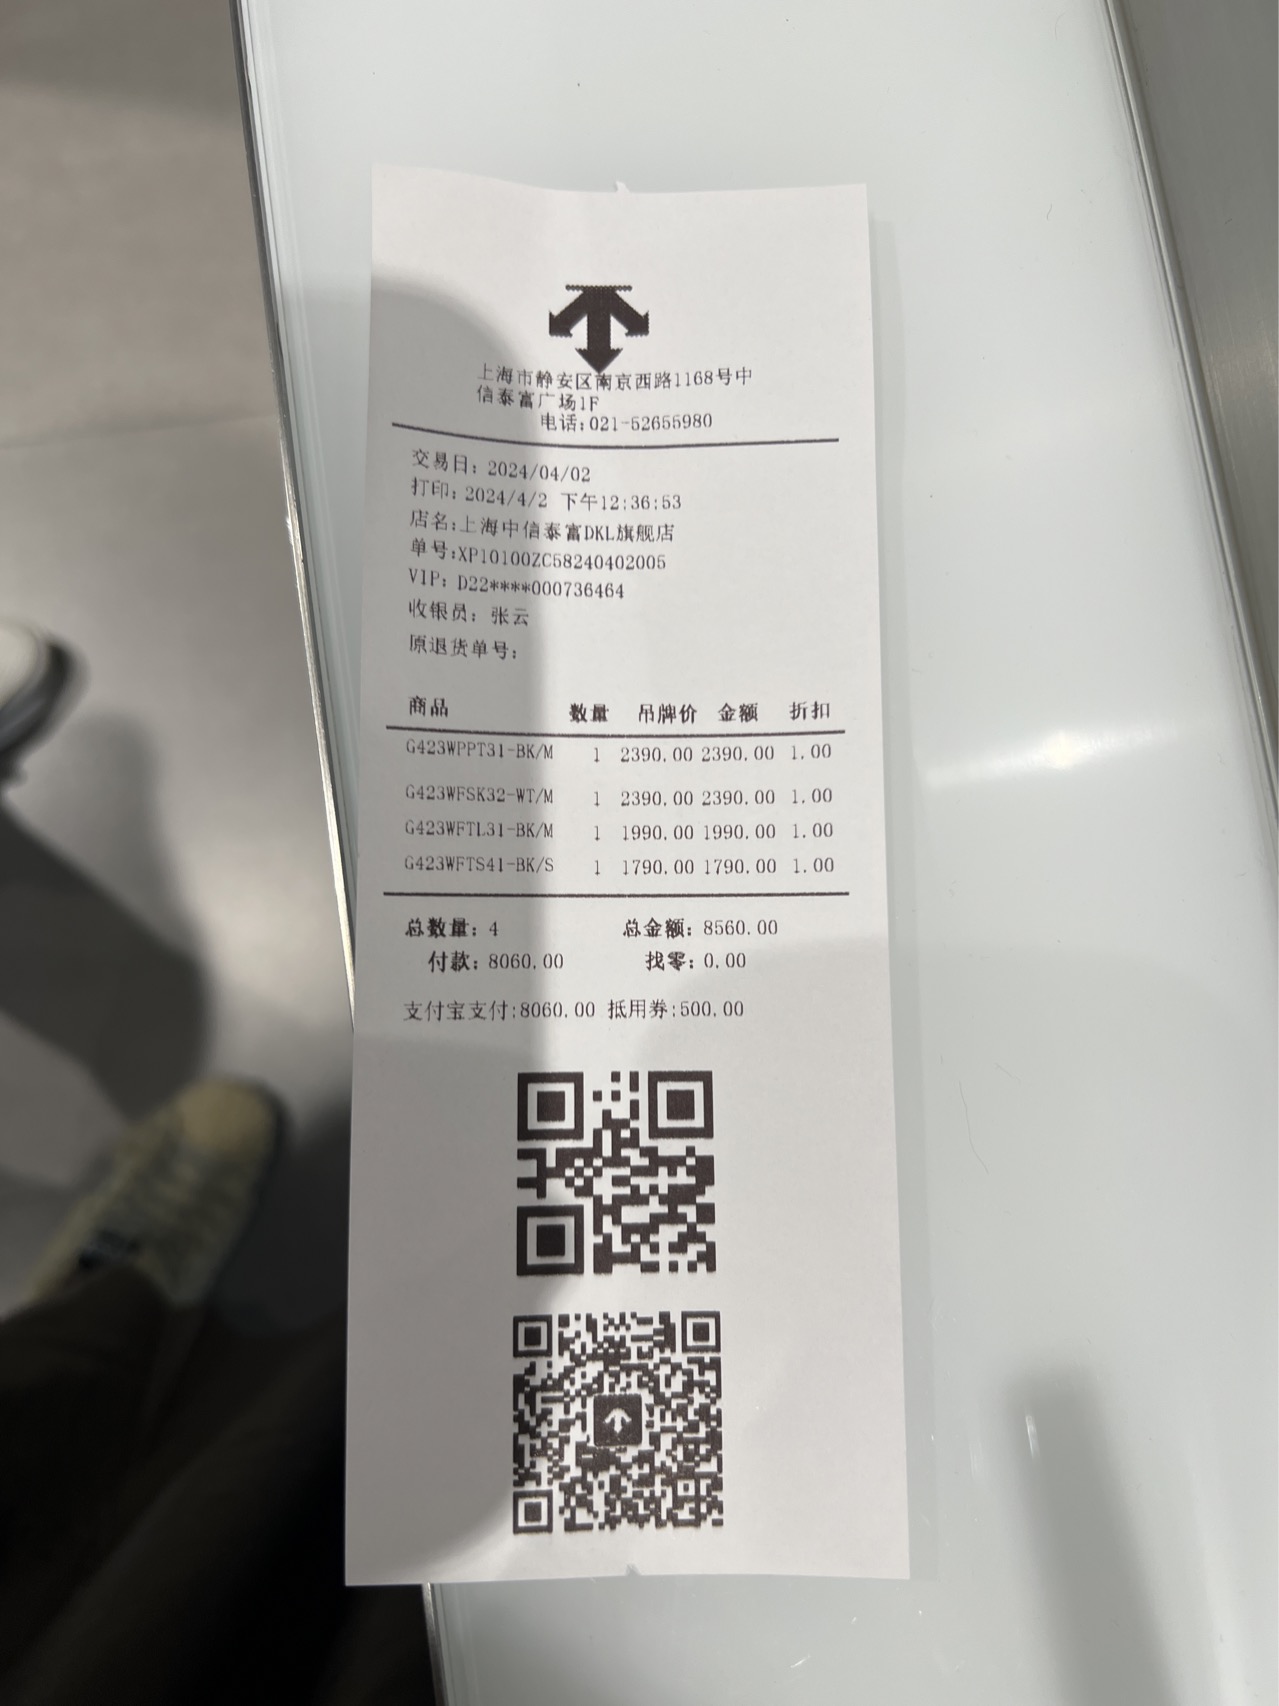 上海市静安区南京西路1168号中
信泰富广场1F
电话:021-52655980
交易日: 2024/04/02
打印: 2024/4/2 下午12:36:53
店名:上海中信泰富DKL旗舰店
单号:XP10100ZC58240402005
VIP: D22****000736464
收银员: 张云
原退货单号:
商品 数量 吊牌价 金额 折扣
G423WPPT31-BK/M 1 2390.00 2390.00 1.00
G423WFSK32-WT/M 1 2390.00 2390.00 1.00
G423WFTL31-BK/M 1 1990.00 1990.00 1.00
G423WFTS41-BK/S 1 1790.00 1790.00 1.00
总数量: 4 总金额: 8560.00
付款: 8060.00 找零: 0.00
支付宝支付:8060.00 抵用券:500.00